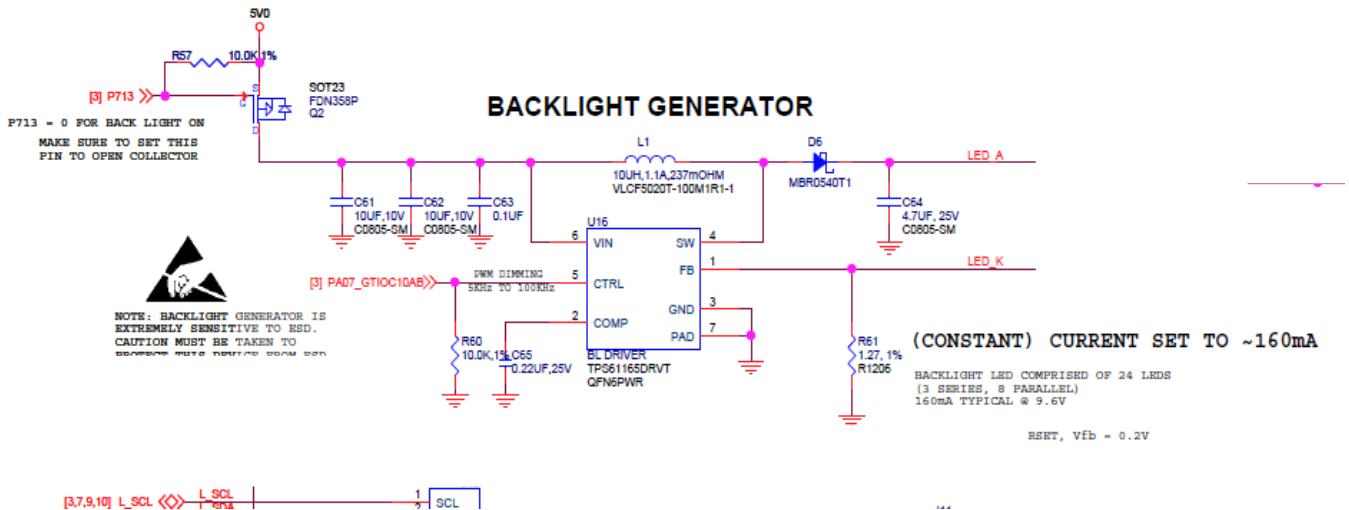 5V0
R57 10.0K,1%
[3] P713
S
G
D
SOT23
FDN358P
Q2
P713 = 0 FOR BACK LIGHT ON
MAKE SURE TO SET THIS
PIN TO OPEN COLLECTOR
BACKLIGHT GENERATOR
L1
10UH,1.1A,237mOHM
VLCF5020T-100M1R1-1
D6
MBR0540T1
LED_A
C61
10UF,10V
C0805-SM
C62
10UF,10V
C0805-SM
C63
0.1UF
C64
4.7UF, 25V
C0805-SM
U16
6 VIN
SW 4
FB 1
5 CTRL
GND 3
2 COMP
PAD 7
BL DRIVER
TPS61165DRVT
QFN6PWR
LED_K
[3] PA07_GTIOC10AB
PWM DIMMING
5KHz TO 100KHz
R60
10.0K,1%
C65
0.22UF,25V
R61
1.27, 1%
R1206
NOTE: BACKLIGHT GENERATOR IS
EXTREMELY SENSITIVE TO ESD.
CAUTION MUST BE TAKEN TO
PROTECT THIS DEVICE FROM ESD
(CONSTANT) CURRENT SET TO ~160mA
BACKLIGHT LED COMPRISED OF 24 LEDS
(3 SERIES, 8 PARALLEL)
160mA TYPICAL @ 9.6V
RSET, Vfb = 0.2V
[3,7,9,10] L_SCL
L_SCL
L_SDA
1 SCL
2